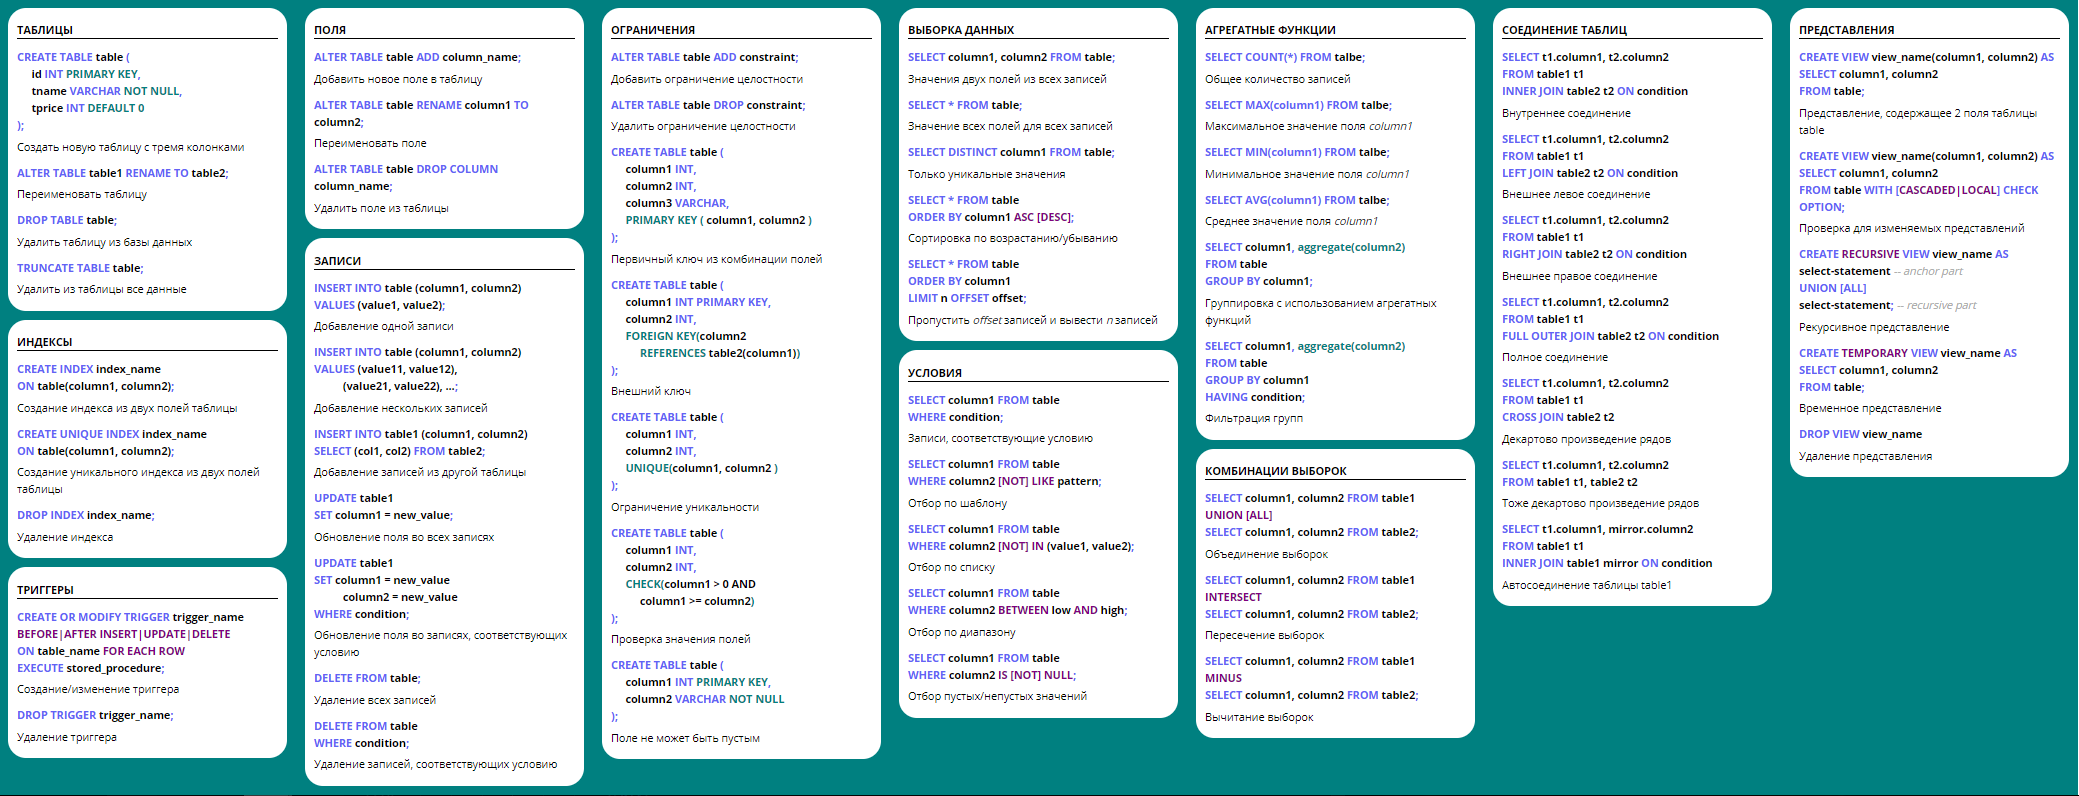 ТАБЛИЦЫ
CREATE TABLE table (
id INT PRIMARY KEY,
tname VARCHAR NOT NULL,
tprice INT DEFAULT 0
);
Создать новую таблицу с тремя колонками
ALTER TABLE table1 RENAME TO table2;
Переименовать таблицу
DROP TABLE table;
Удалить таблицу из базы данных
TRUNCATE TABLE table;
Удалить из таблицы все данные
ИНДЕКСЫ
CREATE INDEX index_name
ON table(column1, column2);
Создание индекса из двух полей таблицы
CREATE UNIQUE INDEX index_name
ON table(column1, column2);
Создание уникального индекса из двух полей
таблицы
DROP INDEX index_name;
Удаление индекса
ТРИГГЕРЫ
CREATE OR MODIFY TRIGGER trigger_name
BEFORE|AFTER INSERT|UPDATE|DELETE
ON table_name FOR EACH ROW
EXECUTE stored_procedure;
Создание/изменение триггера
DROP TRIGGER trigger_name;
Удаление триггера
ПОЛЯ
ALTER TABLE table ADD column_name;
Добавить новое поле в таблицу
ALTER TABLE table RENAME column1 TO
column2;
Переименовать поле
ALTER TABLE table DROP COLUMN
column_name;
Удалить поле из таблицы
ЗАПИСИ
INSERT INTO table (column1, column2)
VALUES (value1, value2);
Добавление одной записи
INSERT INTO table (column1, column2)
VALUES (value11, value12),
(value21, value22), ...;
Добавление нескольких записей
INSERT INTO table1 (column1, column2)
SELECT (col1, col2) FROM table2;
Добавление записей из другой таблицы
UPDATE table1
SET column1 = new_value;
Обновление поля во всех записях
UPDATE table1
SET column1 = new_value
column2 = new_value
WHERE condition;
Обновление поля во записях, соответствующих
условию
DELETE FROM table;
Удаление всех записей
DELETE FROM table
WHERE condition;
Удаление записей, соответствующих условию
ОГРАНИЧЕНИЯ
ALTER TABLE table ADD constraint;
Добавить ограничение целостности
ALTER TABLE table DROP constraint;
Удалить ограничение целостности
CREATE TABLE table (
column1 INT,
column2 INT,
column3 VARCHAR,
PRIMARY KEY ( column1, column2 )
);
Первичный ключ из комбинации полей
CREATE TABLE table (
column1 INT PRIMARY KEY,
column2 INT,
FOREIGN KEY(column2
REFERENCES table2(column1))
);
Внешний ключ
CREATE TABLE table (
column1 INT,
column2 INT,
UNIQUE(column1, column2 )
);
Ограничение уникальности
CREATE TABLE table (
column1 INT,
column2 INT,
CHECK(column1 > 0 AND
column1 >= column2)
);
Проверка значения полей
CREATE TABLE table (
column1 INT PRIMARY KEY,
column2 VARCHAR NOT NULL
);
Поле не может быть пустым
ВЫБОРКА ДАННЫХ
SELECT column1, column2 FROM table;
Значения двух полей из всех записей
SELECT * FROM table;
Значение всех полей для всех записей
SELECT DISTINCT column1 FROM table;
Только уникальные значения
SELECT * FROM table
ORDER BY column1 ASC [DESC];
Сортировка по возрастанию/убыванию
SELECT * FROM table
ORDER BY column1
LIMIT n OFFSET offset;
Пропустить offset записей и вывести n записей
УСЛОВИЯ
SELECT column1 FROM table
WHERE condition;
Записи, соответствующие условию
SELECT column1 FROM table
WHERE column2 [NOT] LIKE pattern;
Отбор по шаблону
SELECT column1 FROM table
WHERE column2 [NOT] IN (value1, value2);
Отбор по списку
SELECT column1 FROM table
WHERE column2 BETWEEN low AND high;
Отбор по диапазону
SELECT column1 FROM table
WHERE column2 IS [NOT] NULL;
Отбор пустых/непустых значений
АГРЕГАТНЫЕ ФУНКЦИИ
SELECT COUNT(*) FROM talbe;
Общее количество записей
SELECT MAX(column1) FROM talbe;
Максимальное значение поля column1
SELECT MIN(column1) FROM talbe;
Минимальное значение поля column1
SELECT AVG(column1) FROM talbe;
Среднее значение поля column1
SELECT column1, aggregate(column2)
FROM table
GROUP BY column1;
Группировка с использованием агрегатных
функций
SELECT column1, aggregate(column2)
FROM table
GROUP BY column1
HAVING condition;
Фильтрация групп
КОМБИНАЦИИ ВЫБОРОК
SELECT column1, column2 FROM table1
UNION [ALL]
SELECT column1, column2 FROM table2;
Объединение выборок
SELECT column1, column2 FROM table1
INTERSECT
SELECT column1, column2 FROM table2;
Пересечение выборок
SELECT column1, column2 FROM table1
MINUS
SELECT column1, column2 FROM table2;
Вычитание выборок
СОЕДИНЕНИЕ ТАБЛИЦ
SELECT t1.column1, t2.column2
FROM table1 t1
INNER JOIN table2 t2 ON condition
Внутреннее соединение
SELECT t1.column1, t2.column2
FROM table1 t1
LEFT JOIN table2 t2 ON condition
Внешнее левое соединение
SELECT t1.column1, t2.column2
FROM table1 t1
RIGHT JOIN table2 t2 ON condition
Внешнее правое соединение
SELECT t1.column1, t2.column2
FROM table1 t1
FULL OUTER JOIN table2 t2 ON condition
Полное соединение
SELECT t1.column1, t2.column2
FROM table1 t1
CROSS JOIN table2 t2
Декартово произведение рядов
SELECT t1.column1, t2.column2
FROM table1 t1, table2 t2
Тоже декартово произведение рядов
SELECT t1.column1, mirror.column2
FROM table1 t1
INNER JOIN table1 mirror ON condition
Автосоединение таблицы table1
ПРЕДСТАВЛЕНИЯ
CREATE VIEW view_name(column1, column2) AS
SELECT column1, column2
FROM table;
Представление, содержащее 2 поля таблицы
table
CREATE VIEW view_name(column1, column2) AS
SELECT column1, column2
FROM table WITH [CASCADED|LOCAL] CHECK
OPTION;
Проверка для изменяемых представлений
CREATE RECURSIVE VIEW view_name AS
select-statement -- anchor part
UNION [ALL]
select-statement; -- recursive part
Рекурсивное представление
CREATE TEMPORARY VIEW view_name AS
SELECT column1, column2
FROM table;
Временное представление
DROP VIEW view_name
Удаление представления